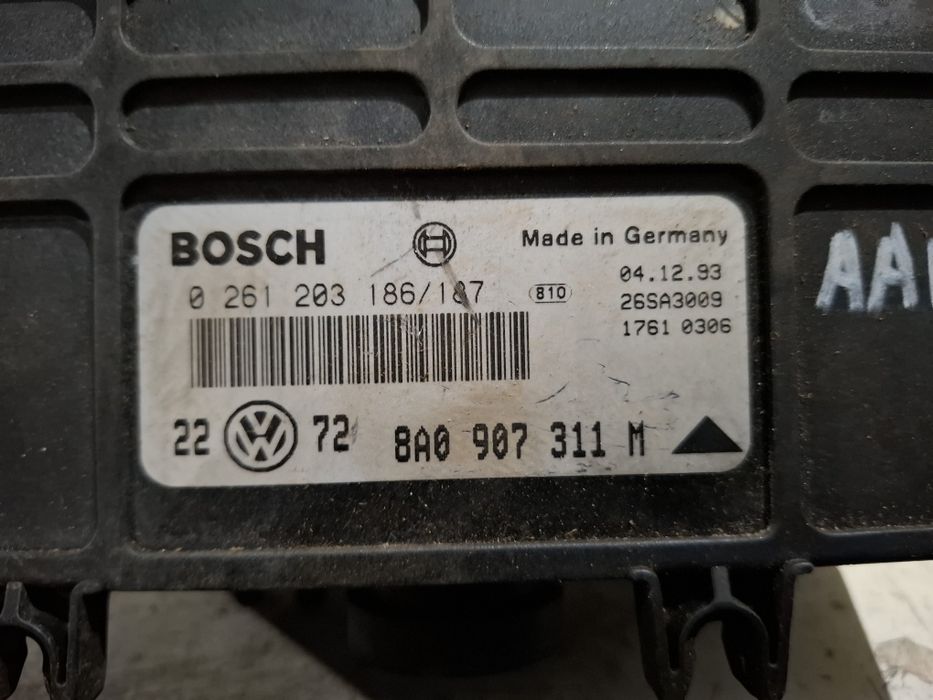 BOSCH
Made in Germany
04.12.93
0 261 203 186/187
810
26SA3009
1761 0306
22 VW 72
8A0 907 311 M